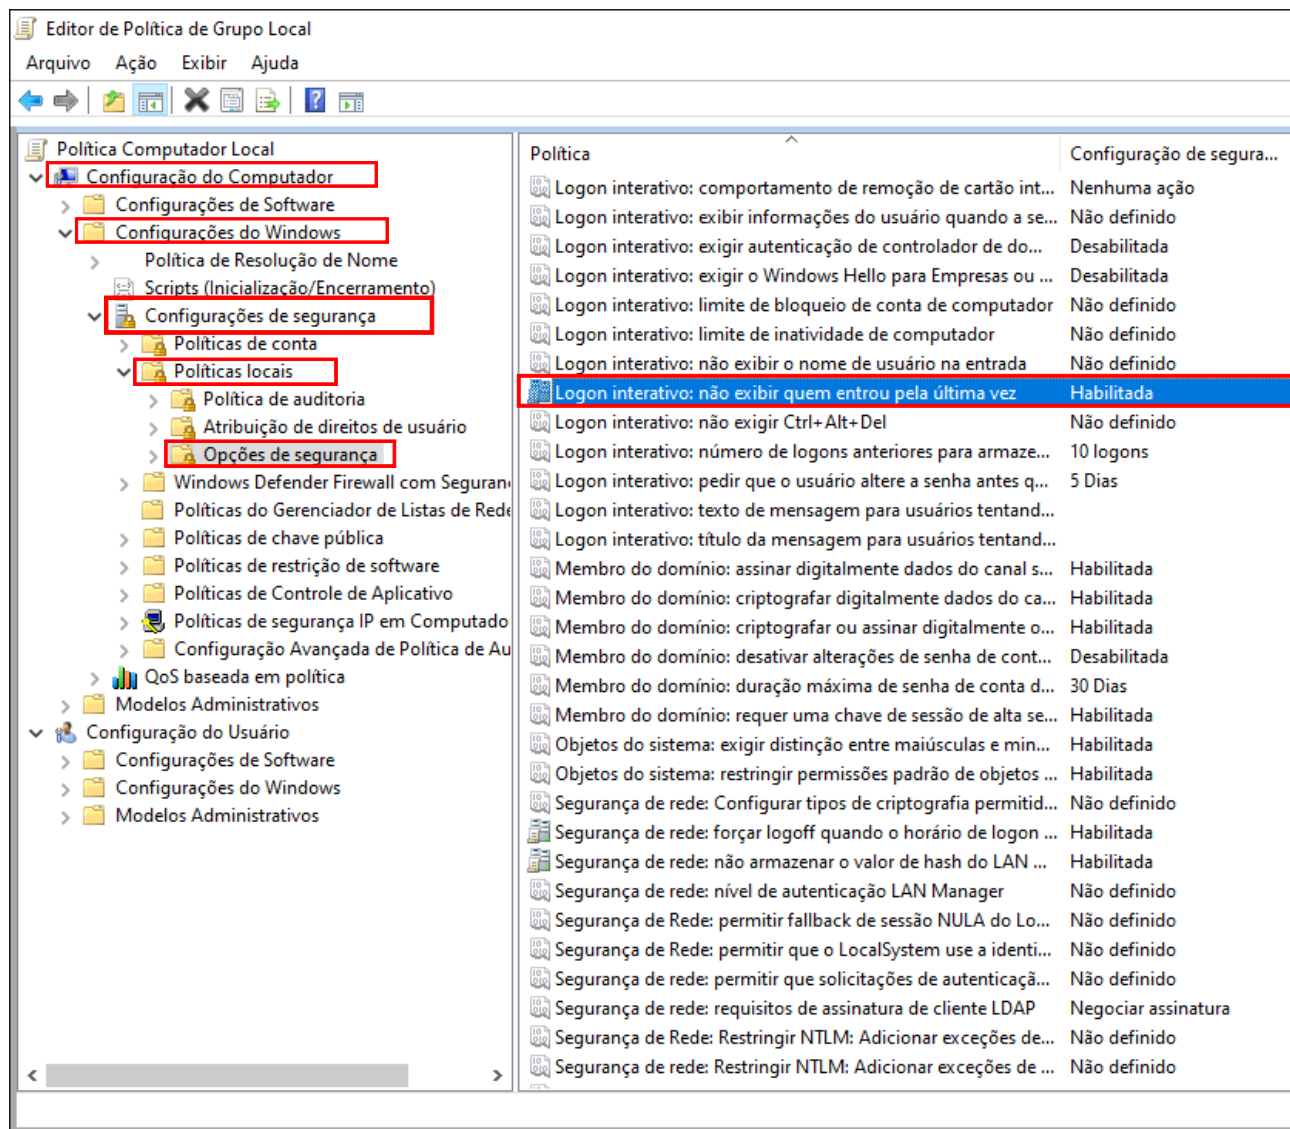 Editor de Política de Grupo Local
Arquivo Ação Exibir Ajuda
Política Computador Local
Configuração do Computador
Configurações de Software
Configurações do Windows
Política de Resolução de Nome
Scripts (Inicialização/Encerramento)
Configurações de segurança
Políticas de conta
Políticas locais
Política de auditoria
Atribuição de direitos de usuário
Opções de segurança
Windows Defender Firewall com Seguran
Políticas do Gerenciador de Listas de Rede
Políticas de chave pública
Políticas de restrição de software
Políticas de Controle de Aplicativo
Políticas de segurança IP em Computado
Configuração Avançada de Política de Au
QoS baseada em política
Modelos Administrativos
Configuração do Usuário
Configurações de Software
Configurações do Windows
Modelos Administrativos
Política Configuração de segura...
Logon interativo: comportamento de remoção de cartão int... Nenhuma ação
Logon interativo: exibir informações do usuário quando a se... Não definido
Logon interativo: exigir autenticação de controlador de do... Desabilitada
Logon interativo: exigir o Windows Hello para Empresas ou ... Desabilitada
Logon interativo: limite de bloqueio de conta de computador Não definido
Logon interativo: limite de inatividade de computador Não definido
Logon interativo: não exibir o nome de usuário na entrada Não definido
Logon interativo: não exibir quem entrou pela última vez Habilitada
Logon interativo: não exigir Ctrl+Alt+Del Não definido
Logon interativo: número de logons anteriores para armaze... 10 logons
Logon interativo: pedir que o usuário altere a senha antes q... 5 Dias
Logon interativo: texto de mensagem para usuários tentand...
Logon interativo: título da mensagem para usuários tentand...
Membro do domínio: assinar digitalmente dados do canal s... Habilitada
Membro do domínio: criptografar digitalmente dados do ca... Habilitada
Membro do domínio: criptografar ou assinar digitalmente o... Habilitada
Membro do domínio: desativar alterações de senha de cont... Desabilitada
Membro do domínio: duração máxima de senha de conta d... 30 Dias
Membro do domínio: requer uma chave de sessão de alta se... Habilitada
Objetos do sistema: exigir distinção entre maiúsculas e min... Habilitada
Objetos do sistema: restringir permissões padrão de objetos ... Habilitada
Segurança de rede: Configurar tipos de criptografia permitid... Não definido
Segurança de rede: forçar logoff quando o horário de logon ... Habilitada
Segurança de rede: não armazenar o valor de hash do LAN ... Habilitada
Segurança de rede: nível de autenticação LAN Manager Não definido
Segurança de Rede: permitir fallback de sessão NULA do Lo... Não definido
Segurança de Rede: permitir que o LocalSystem use a identi... Não definido
Segurança de rede: permitir que solicitações de autenticaçã... Não definido
Segurança de rede: requisitos de assinatura de cliente LDAP Negociar assinatura
Segurança de Rede: Restringir NTLM: Adicionar exceções de... Não definido
Segurança de rede: Restringir NTLM: Adicionar exceções de ... Não definido